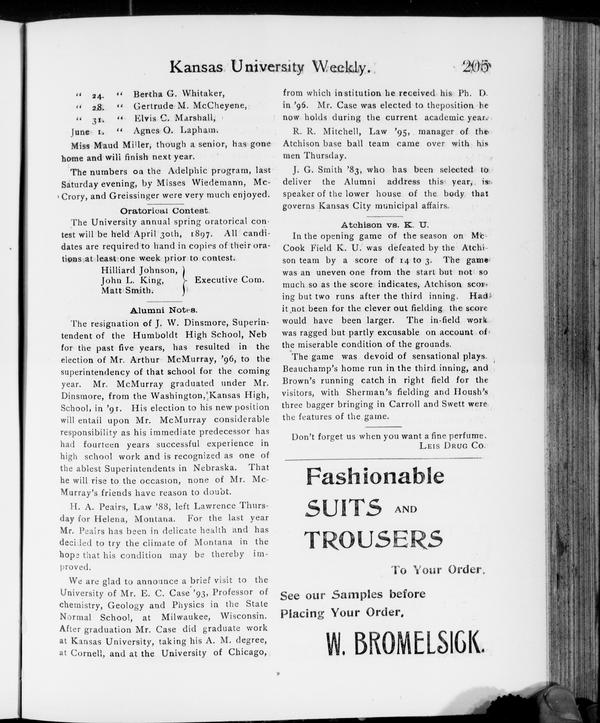 Kansas University Weekly. 205
" 24. " Bertha G. Whitaker,
" 28. " Gertrude M. McCheyene,
" 31. " Elvis C. Marshall,
June 1. " Agnes O. Lapham.
Miss Maud Miller, though a senior, has gone
home and will finish next year.
The numbers oa the Adelphic program, last
Saturday evening, by Misses Wiedemann, Mc-
Crory, and Greissinger were very much enjoyed.
Oratorical Contest.
The University annual spring oratorical con
test will be held April 30th, 1897. All candi-
dates are required to hand in copies of their ora-
tions at least one week prior to contest.
Hilliard Johnson,
John L. King, Executive Com.
Matt Smith.
Alumni Notes.
The resignation of J. W. Dinsmore, Superin-
tendent of the Humboldt High School, Neb
for the past five years, has resulted in the
election of Mr. Arthur McMurray, '96, to the
superintendency of that school for the coming
year. Mr. McMurray graduated under Mr.
Dinsmore, from the Washington, Kansas High,
School, in '91. His election to his new position
will entail upon Mr. McMurray considerable
responsibility as his immediate predecessor has
had fourteen years successful experience in
high school work and is recognized as one of
the ablest Superintendents in Nebraska. That
he will rise to the occasion, none of Mr. Mc-
Murray's friends have reason to doubt.
H. A. Peairs, Law '88, left Lawrence Thurs-
day for Helena, Montana. For the last year
Mr. Peairs has been in delicate health and has
decided to try the climate of Montana in the
hope that his condition may be thereby im-
proved.
We are glad to announce a brief visit to the
University of Mr. E. C. Case '93, Professor of
chemistry, Geology and Physics in the State
Normal School, at Milwaukee, Wisconsin.
After graduation Mr. Case did graduate work
at Kansas University, taking his A. M. degree,
at Cornell, and at the University of Chicago,
from which institution he received his Ph. D.
in '96. Mr. Case was elected to theposition he
now holds during the current academic year.
R. R. Mitchell, Law '95, manager of the
Atchison base ball team came over with his
men Thursday.
J. G. Smith '83, who has been selected to
deliver the Alumni address this year, is
speaker of the lower house of the body that
governs Kansas City municipal affairs.
Atchison vs. K. U.
In the opening game of the season on Mc
Cook Field K. U. was defeated by the Atchi-
son team by a score of 14 to 3. The game
was an uneven one from the start but not so
much so as the score indicates, Atchison scor-
ing but two runs after the third inning. Had
it not been for the clever out fielding the score
would have been larger. The in-field work
was ragged but partly excusable on account of
the miserable condition of the grounds.
The game was devoid of sensational plays.
Beauchamp's home run in the third inning, and
Brown's running catch in right field for the
visitors, with Sherman's fielding and Housh's
three bagger bringing in Carroll and Swett were
the features of the game.
Don't forget us when you want a fine perfume.
LEIS DRUG CO.
Fashionable
SUITS AND
TROUSERS
To Your Order.
See our Samples before
Placing Your Order,
W. BROMELSICK.